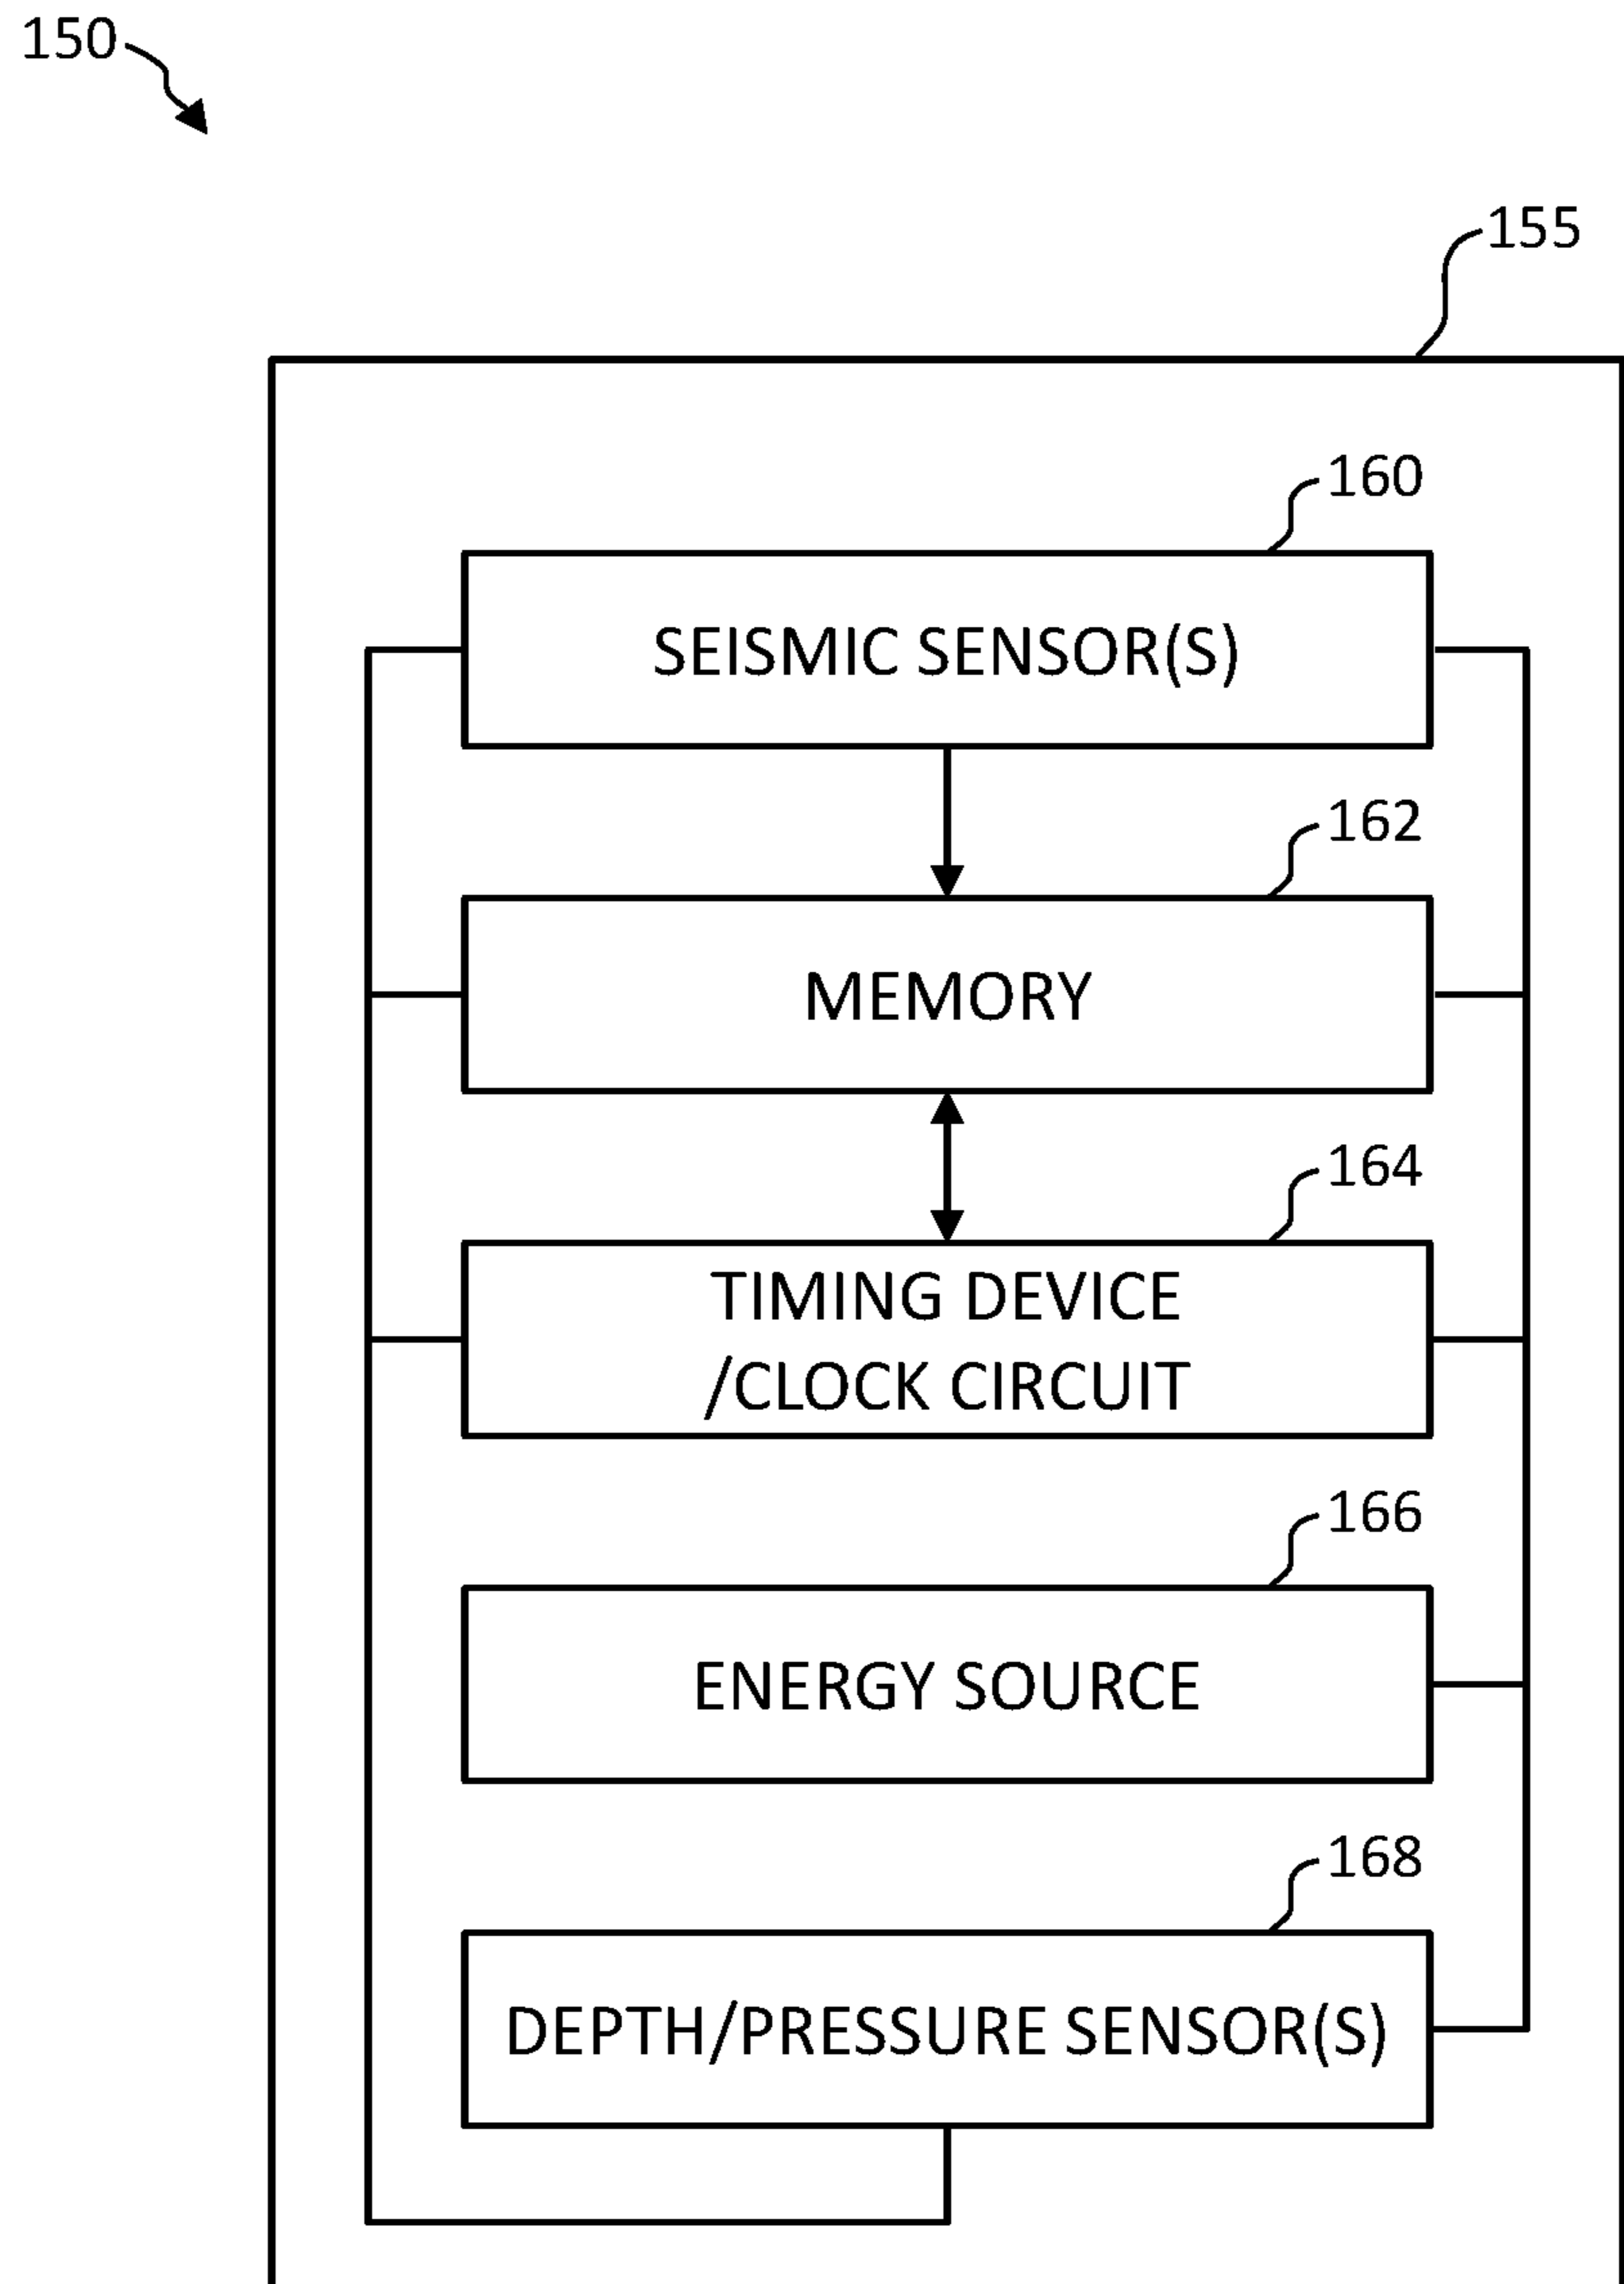 150
155
160
SEISMIC SENSOR(S)
162
MEMORY
164
TIMING DEVICE
/CLOCK CIRCUIT
166
ENERGY SOURCE
168
DEPTH/PRESSURE SENSOR(S)